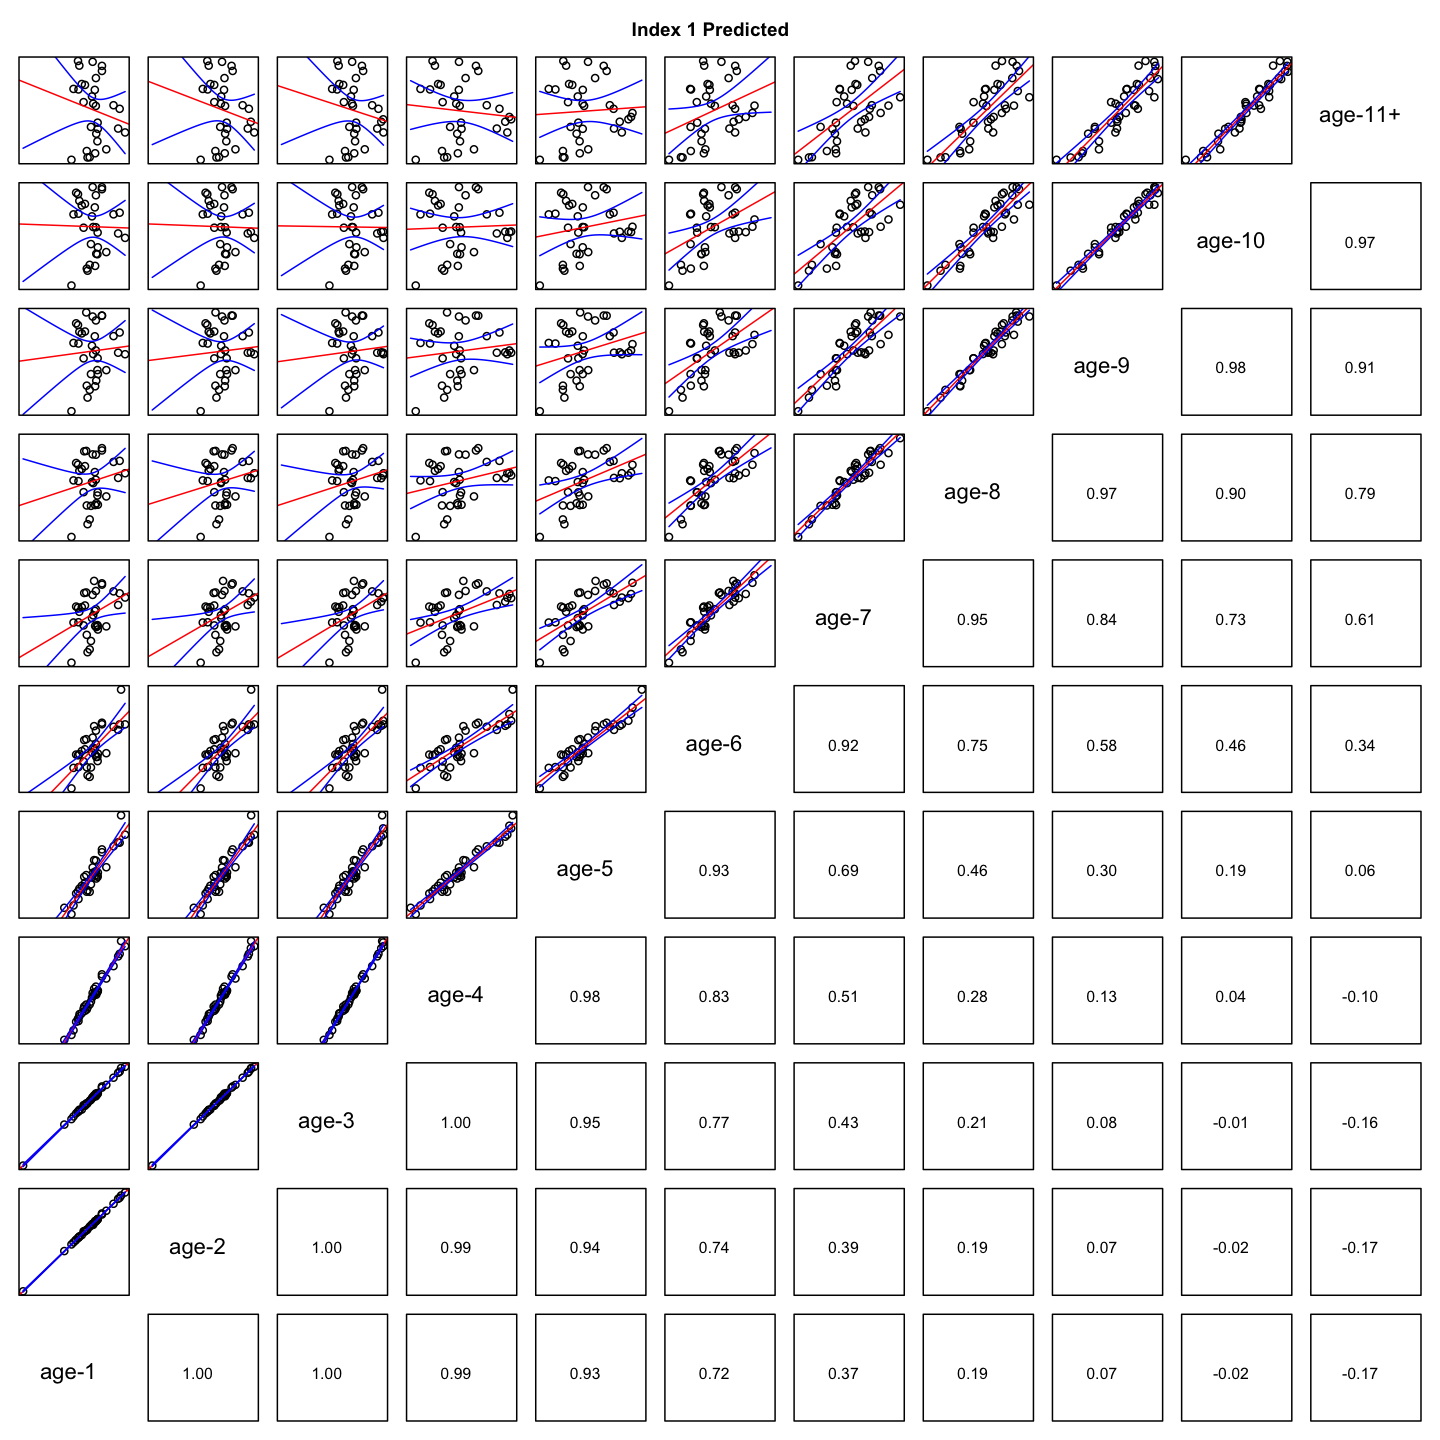 Index 1 Predicted
age-11+
age-10 0.97
age-9 0.98 0.91
age-8 0.97 0.90 0.79
age-7 0.95 0.84 0.73 0.61
age-6 0.92 0.75 0.58 0.46 0.34
age-5 0.93 0.69 0.46 0.30 0.19 0.06
age-4 0.98 0.83 0.51 0.28 0.13 0.04 -0.10
age-3 1.00 0.95 0.77 0.43 0.21 0.08 -0.01 -0.16
age-2 1.00 0.99 0.94 0.74 0.39 0.19 0.07 -0.02 -0.17
age-1 1.00 1.00 0.99 0.93 0.72 0.37 0.19 0.07 -0.02 -0.17